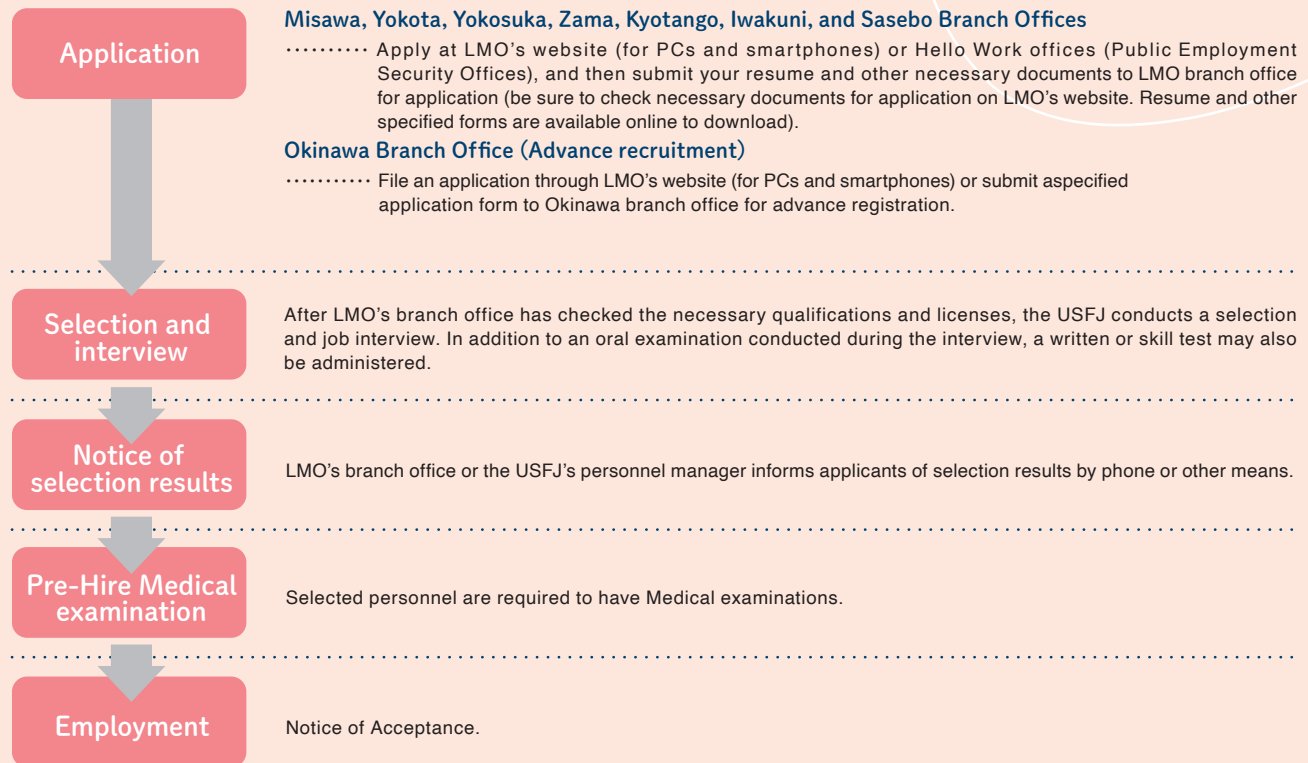 Application
Misawa, Yokota, Yokosuka, Zama, Kyotango, Iwakuni, and Sasebo Branch Offices
·········· Apply at LMO's website (for PCs and smartphones) or Hello Work offices (Public Employment
Security Offices), and then submit your resume and other necessary documents to LMO branch office
for application (be sure to check necessary documents for application on LMO's website. Resume and other
specified forms are available online to download).
Okinawa Branch Office (Advance recruitment)
··········· File an application through LMO's website (for PCs and smartphones) or submit aspecified
application form to Okinawa branch office for advance registration.
Selection and
interview
After LMO's branch office has checked the necessary qualifications and licenses, the USFJ conducts a selection
and job interview. In addition to an oral examination conducted during the interview, a written or skill test may also
be administered.
Notice of
selection results
LMO's branch office or the USFJ's personnel manager informs applicants of selection results by phone or other means.
Pre-Hire Medical
examination
Selected personnel are required to have Medical examinations.
Employment
Notice of Acceptance.